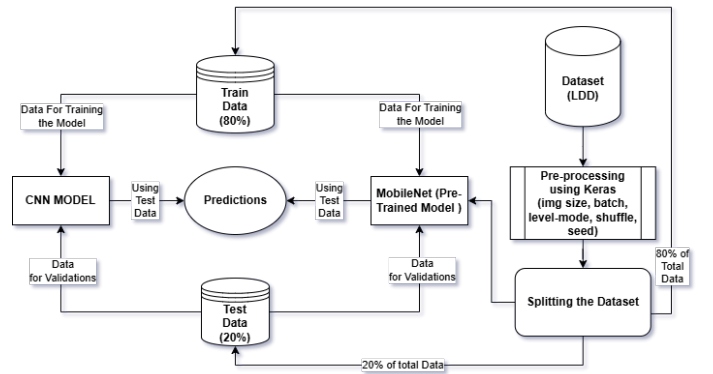 Train
Data
(80%)
Dataset
(LDD)
Data For Training
the Model
Data For Training
the Model
CNN MODEL
Using
Test
Data
Predictions
Using
Test
Data
MobileNet (Pre-
Trained Model )
Pre-processing
using Keras
(img size, batch,
level-mode, shuffle,
seed)
80% of
Total
Data
Data
for Validations
Data
for Validations
Splitting the Dataset
Test
Data
(20%)
20% of total Data